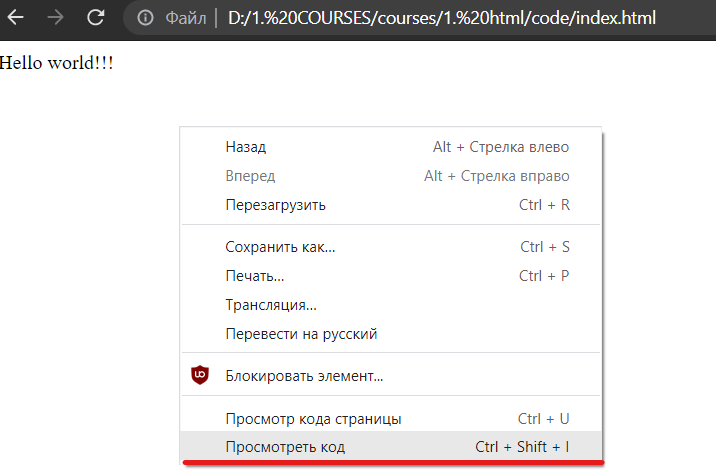 Файл D:/1.%20COURSES/courses/1.%20html/code/index.html
Hello world!!!
Назад Alt + Стрелка влево
Вперед Alt + Стрелка вправо
Перезагрузить Ctrl + R
Сохранить как... Ctrl + S
Печать... Ctrl + P
Трансляция...
Перевести на русский
Блокировать элемент...
Просмотр кода страницы Ctrl + U
Просмотреть код Ctrl + Shift + I